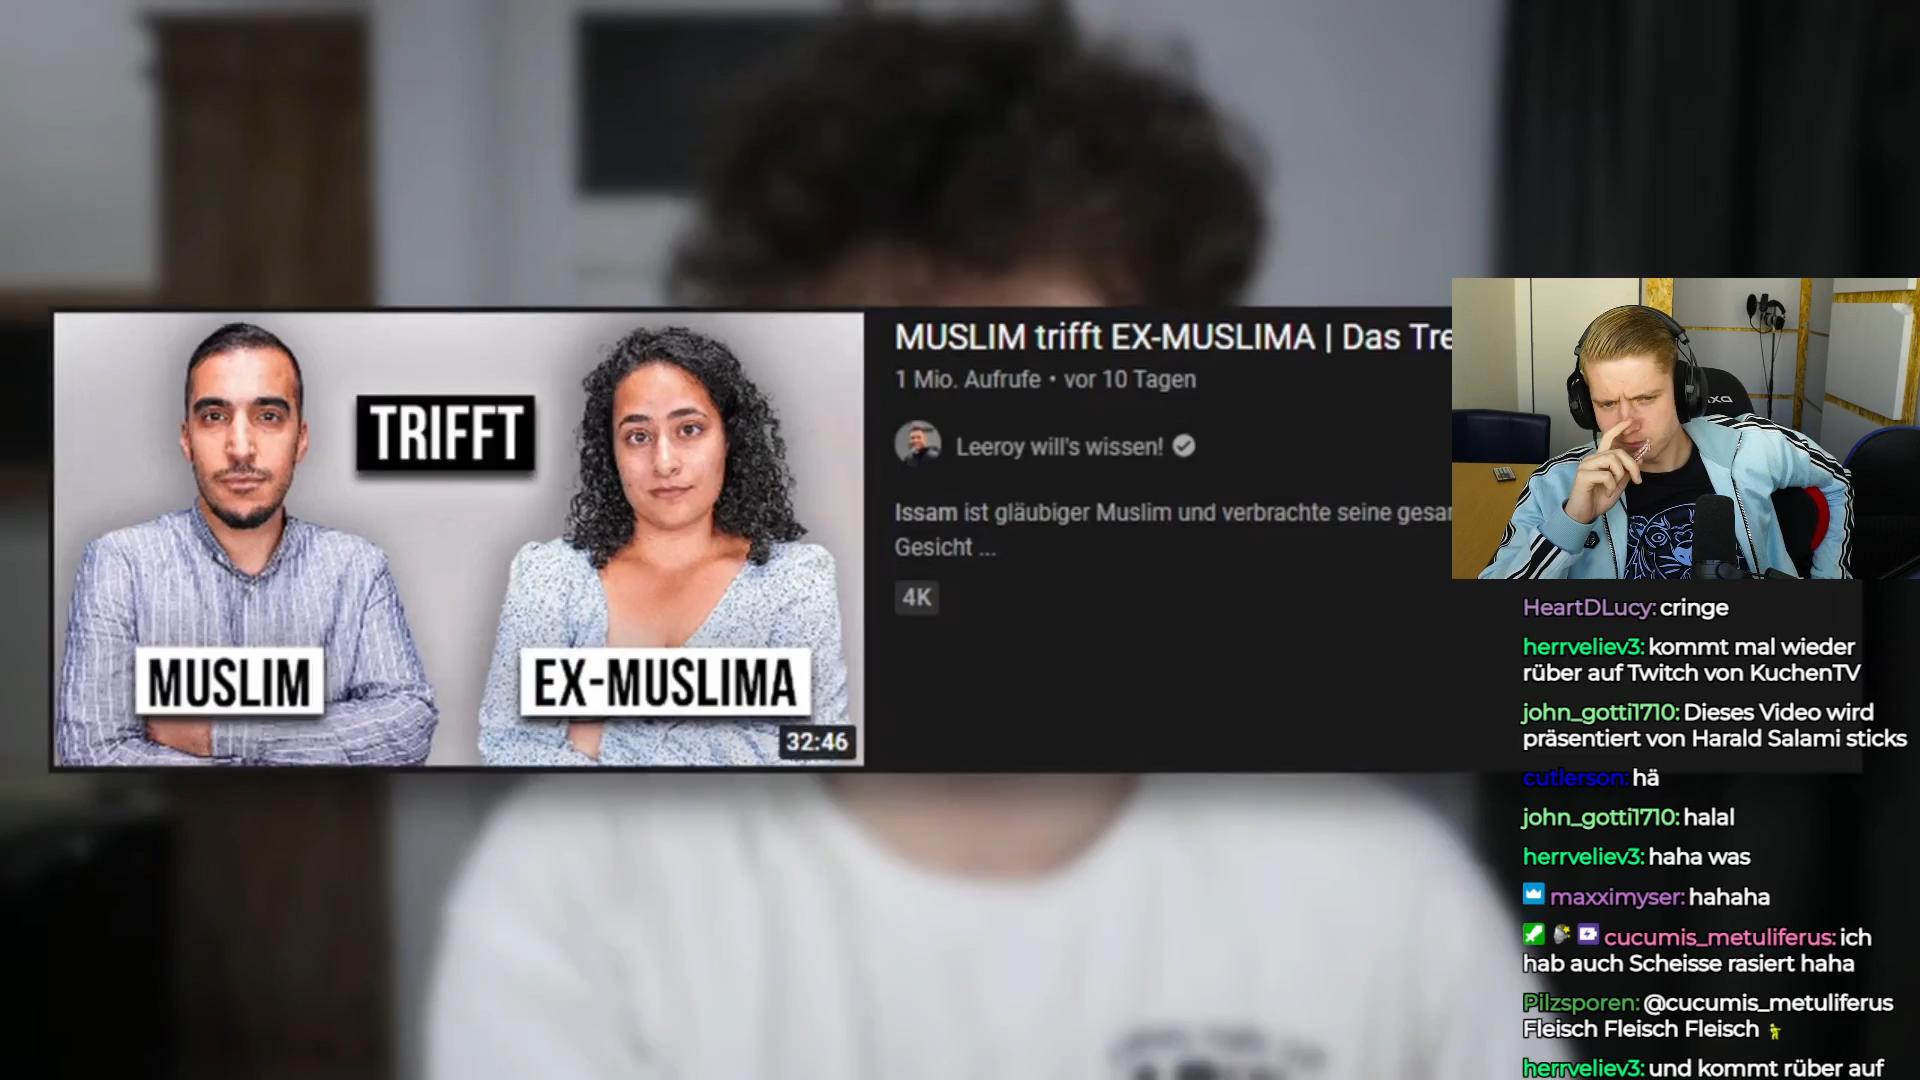 TRIFFT
MUSLIM
EX-MUSLIMA
32:46
MUSLIM trifft EX-MUSLIMA | Das Tre
1 Mio. Aufrufe • vor 10 Tagen
Leeroy will's wissen!
Issam ist gläubiger Muslim und verbrachte seine gesar
Gesicht ...
4K
HeartDLucy: cringe
herrveliev3: kommt mal wieder
rüber auf Twitch von KuchenTV
john_gotti1710: Dieses Video wird
präsentiert von Harald Salami sticks
cutlerson: hä
john_gotti1710: halal
herrveliev3: haha was
maxximyser: hahaha
cucumis_metuliferus: ich
hab auch Scheisse rasiert haha
Pilzsporen: @cucumis_metuliferus
Fleisch Fleisch Fleisch
herrveliev3: und kommt rüber auf